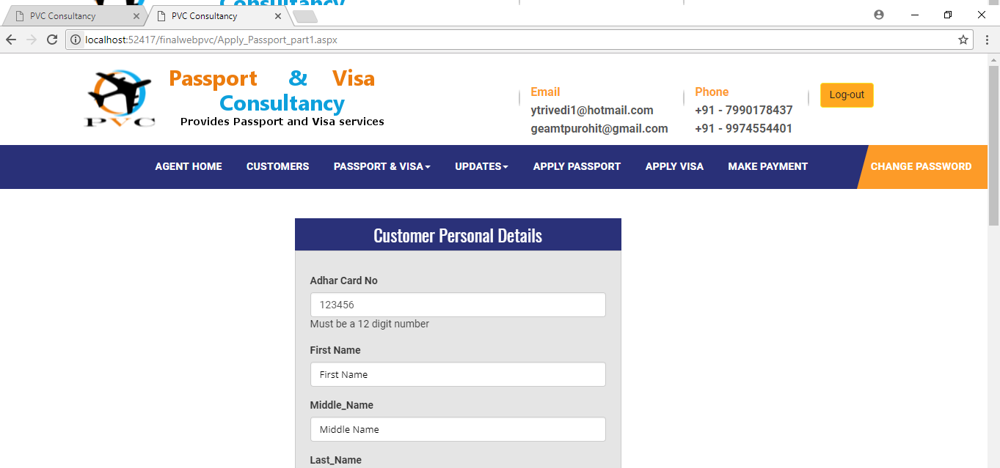 Consultancy
PVC Consultancy
PVC Consultancy
localhost:52417/finalwebpvc/Apply_Passport_part1.aspx
PVC
Passport & Visa
Consultancy
Provides Passport and Visa services
Email
ytrivedi1@hotmail.com
geamtpurohit@gmail.com
Phone
+91 - 7990178437
+91 - 9974554401
Log-out
AGENT HOME CUSTOMERS PASSPORT & VISA UPDATES APPLY PASSPORT APPLY VISA MAKE PAYMENT CHANGE PASSWORD
Customer Personal Details
Adhar Card No
123456
Must be a 12 digit number
First Name
First Name
Middle_Name
Middle Name
Last_Name